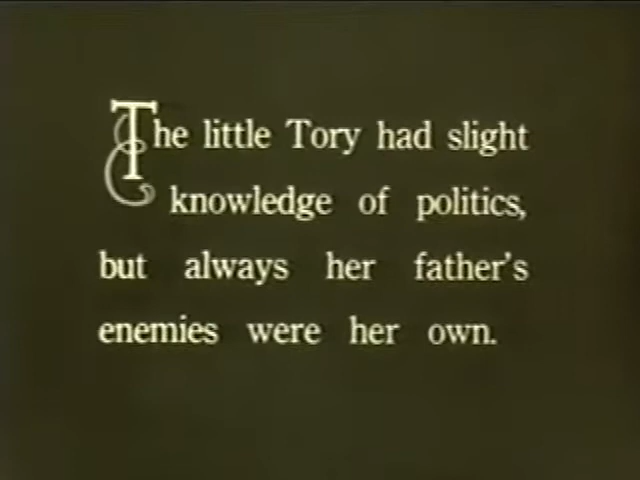 The little Tory had slight
knowledge of politics,
but always her father's
enemies were her own.